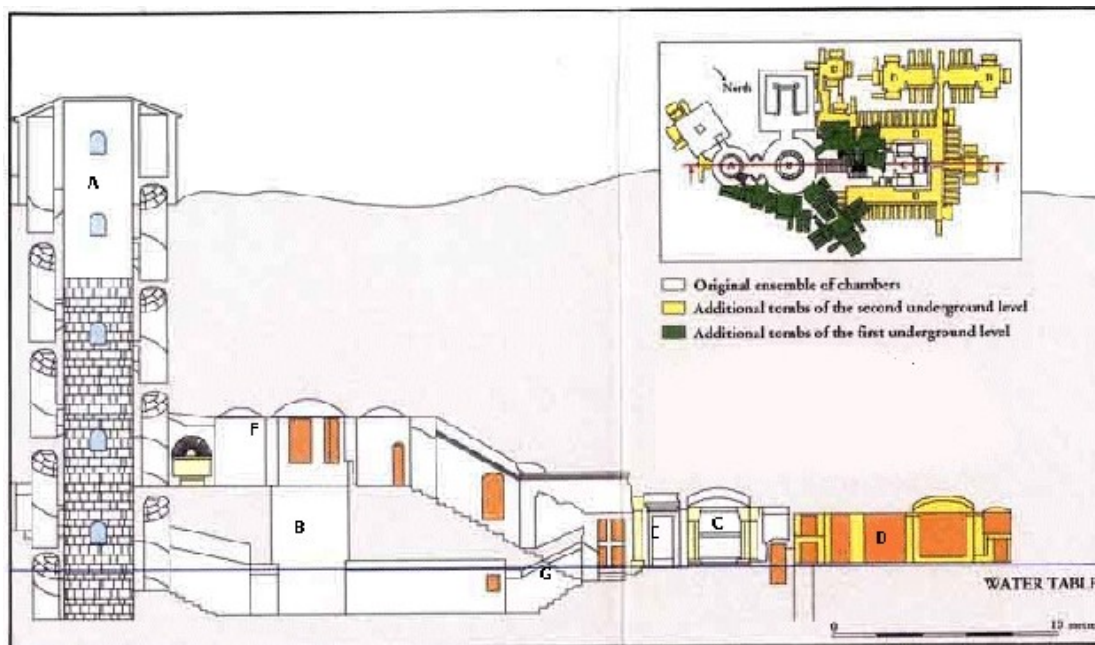 North
A
B
D
Original ensemble of chambers
Additional tombs of the second underground level
Additional tombs of the first underground level
A
F
B
E
C
D
G
WATER TABLE
0